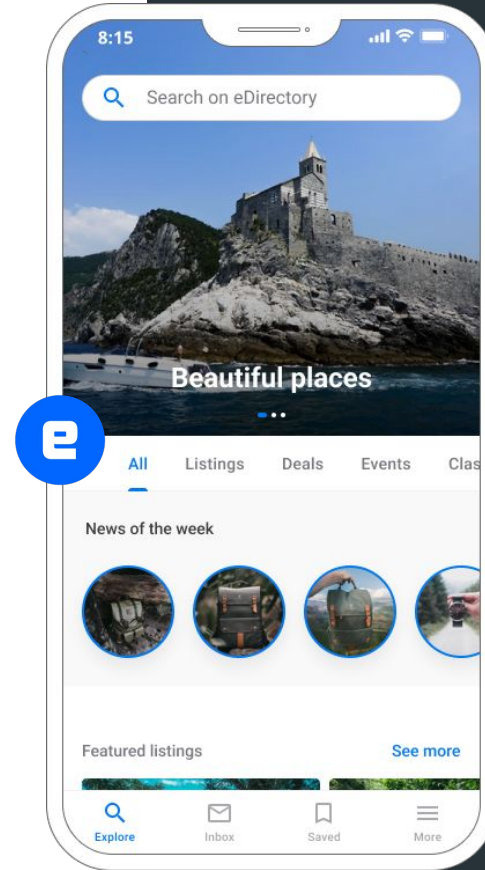 8:15
Search on eDirectory
Beautiful places
e
All Listings Deals Events Clas
News of the week
Featured listings See more
Explore Inbox Saved More